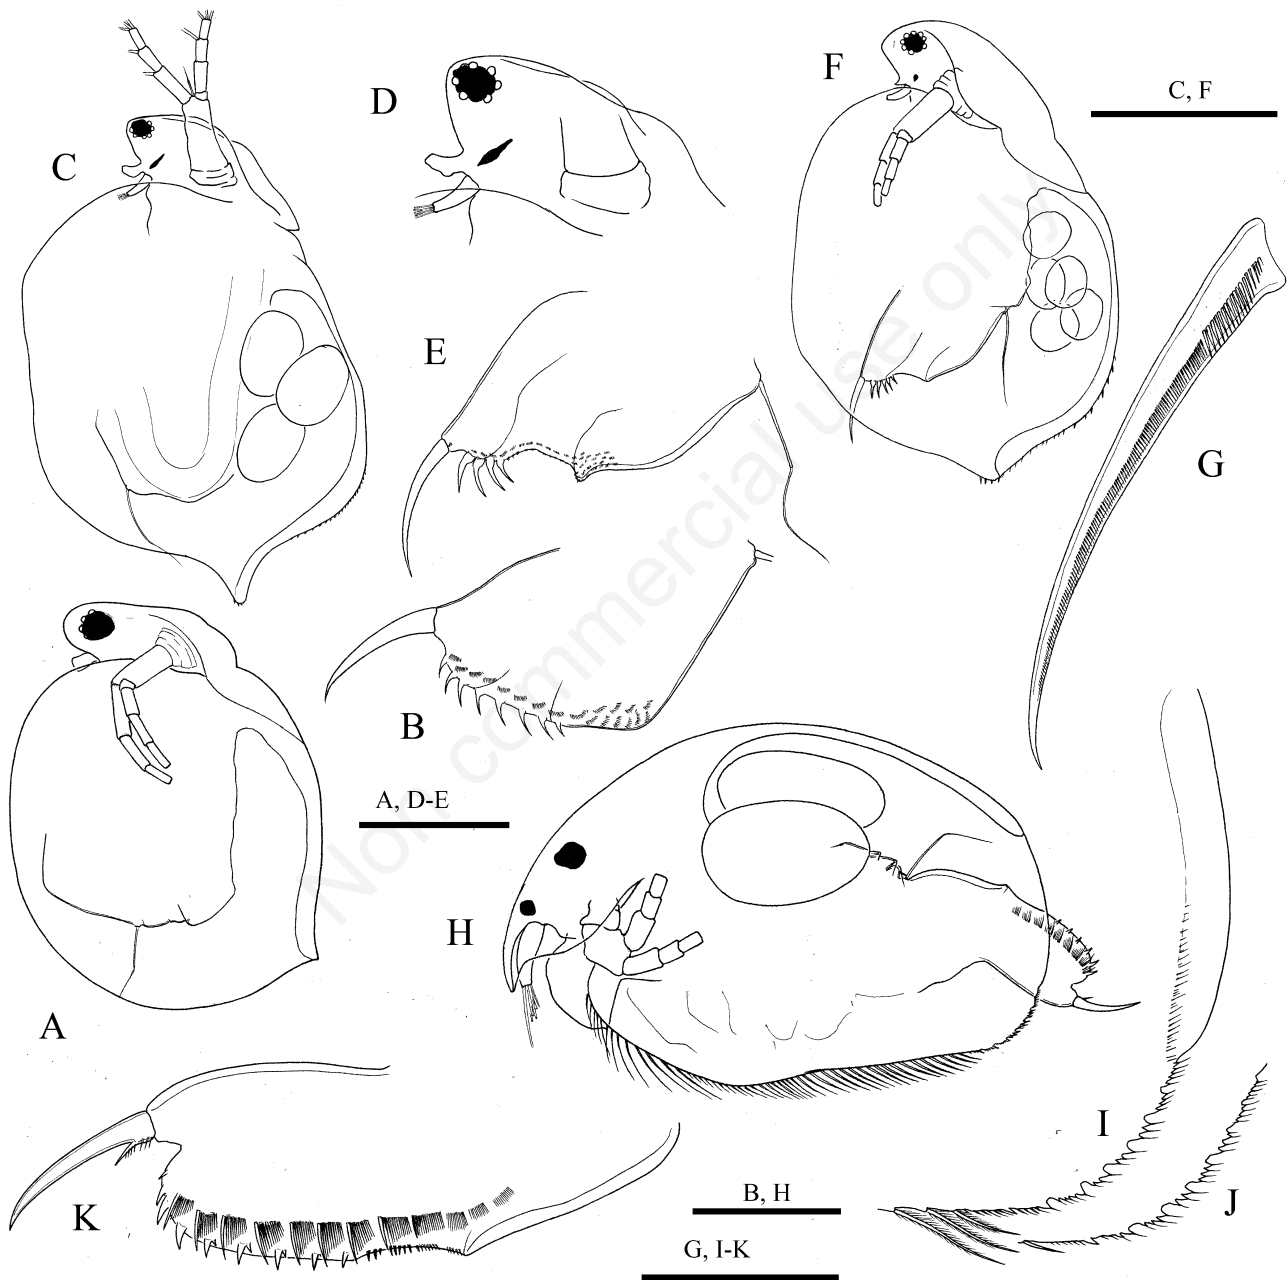 C
D
F
C, F
E
G
B
A, D-E
H
A
I
J
K
B, H
G, I-K
Non commercial use only